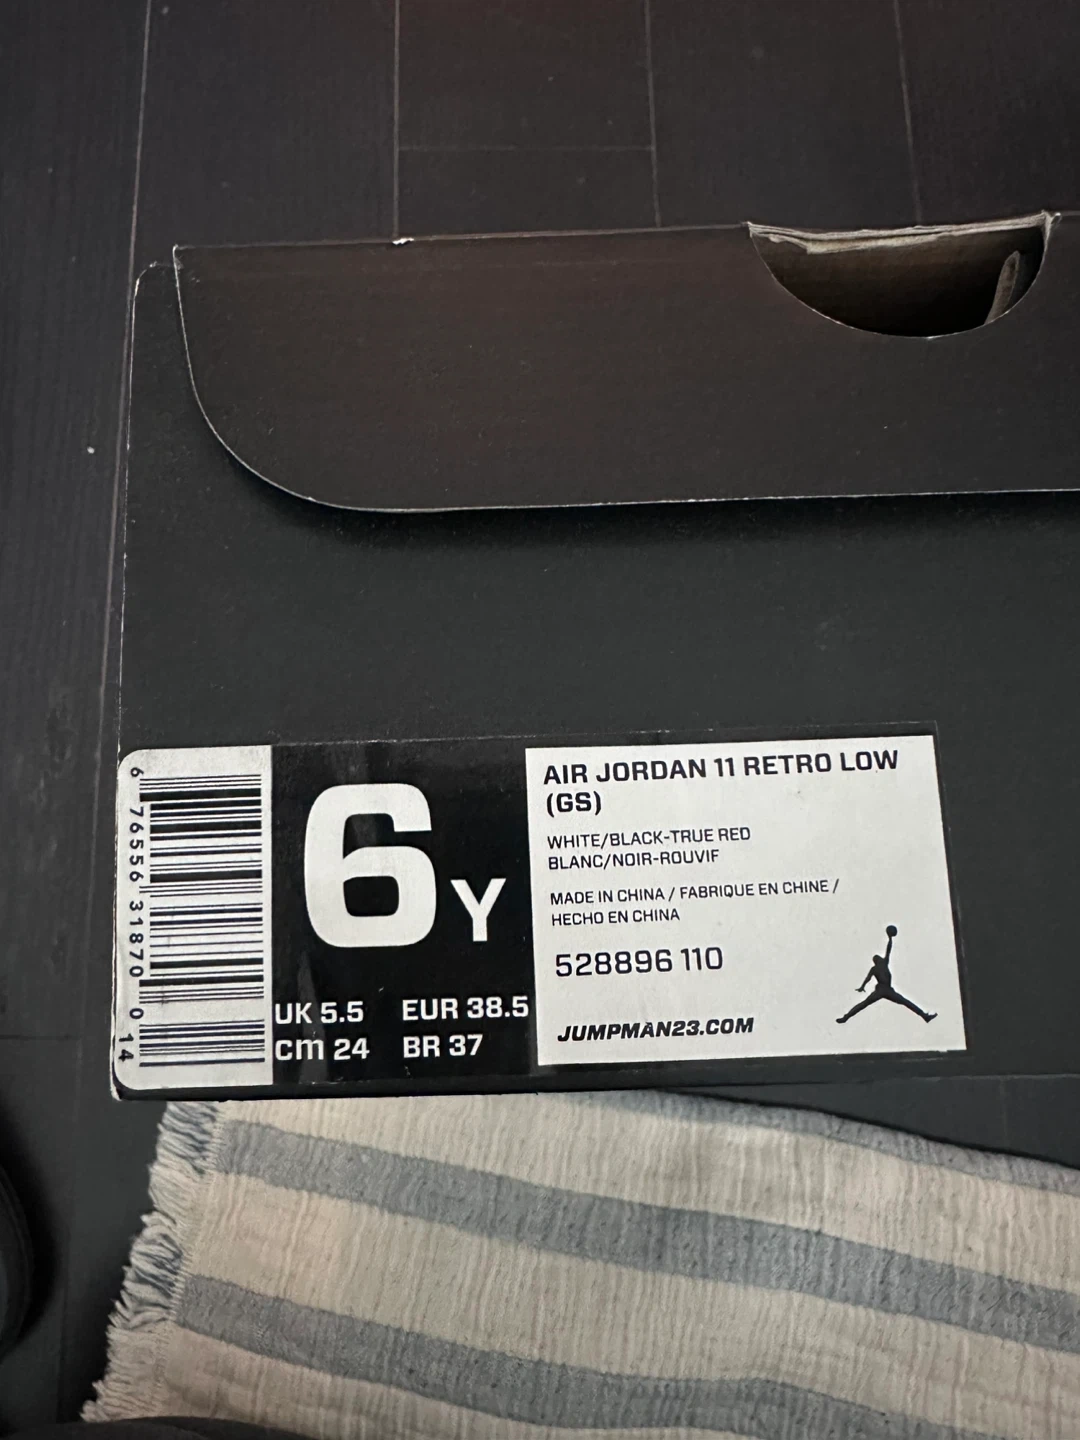 6 76556 31870 0 14
6Y
UK 5.5 EUR 38.5
cm 24 BR 37
AIR JORDAN 11 RETRO LOW
(GS)
WHITE/BLACK-TRUE RED
BLANC/NOIR-ROUVIF
MADE IN CHINA / FABRIQUE EN CHINE /
HECHO EN CHINA
528896 110
JUMPMAN23.COM